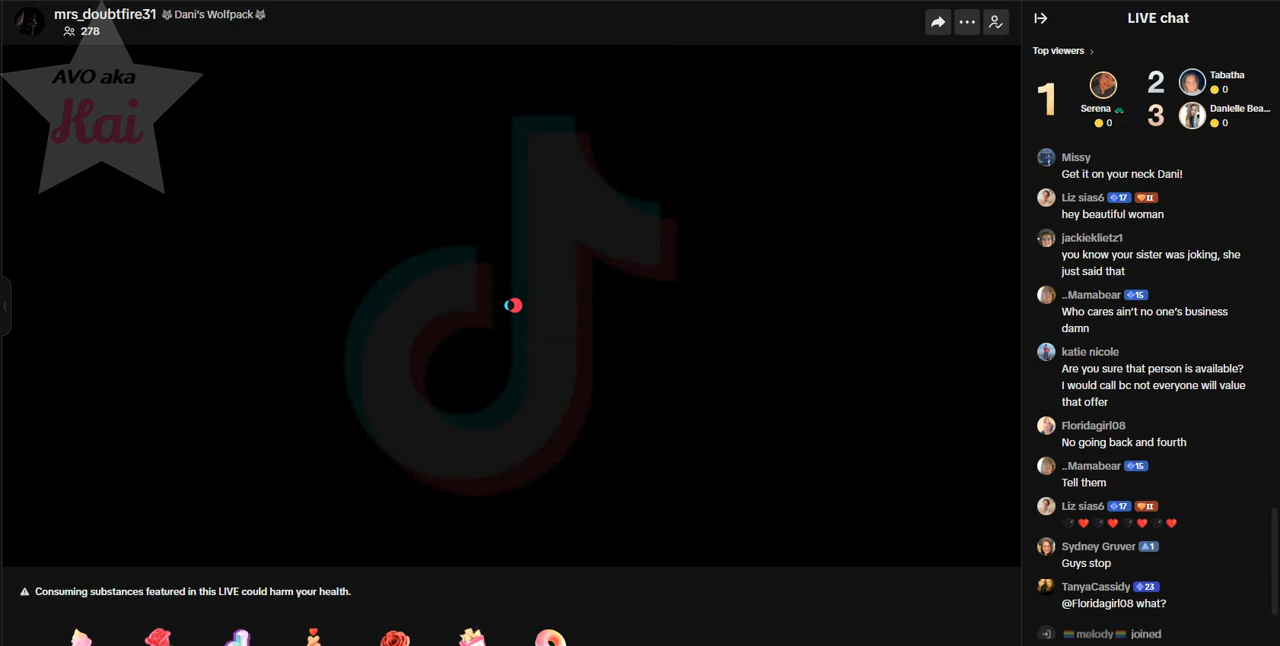 mrs_doubtfire31 🐺Dani's Wolfpack🐺
278
AVO aka
Kai
LIVE chat
Top viewers
1
Serena
0
2
Tabatha
0
3
Danielle Bea...
0
Missy
Get it on your neck Dani!
Liz sias6 17 II
hey beautiful woman
jackieklietz1
you know your sister was joking, she
just said that
..Mamabear 15
Who cares ain't no one's business
damn
katie nicole
Are you sure that person is available?
I would call bc not everyone will value
that offer
Floridagirl08
No going back and fourth
..Mamabear 15
Tell them
Liz sias6 17 II
🖤❤️🖤❤️🖤❤️🖤❤️
Sydney Gruver 1
Guys stop
TanyaCassidy 23
@Floridagirl08 what?
melody joined
Consuming substances featured in this LIVE could harm your health.